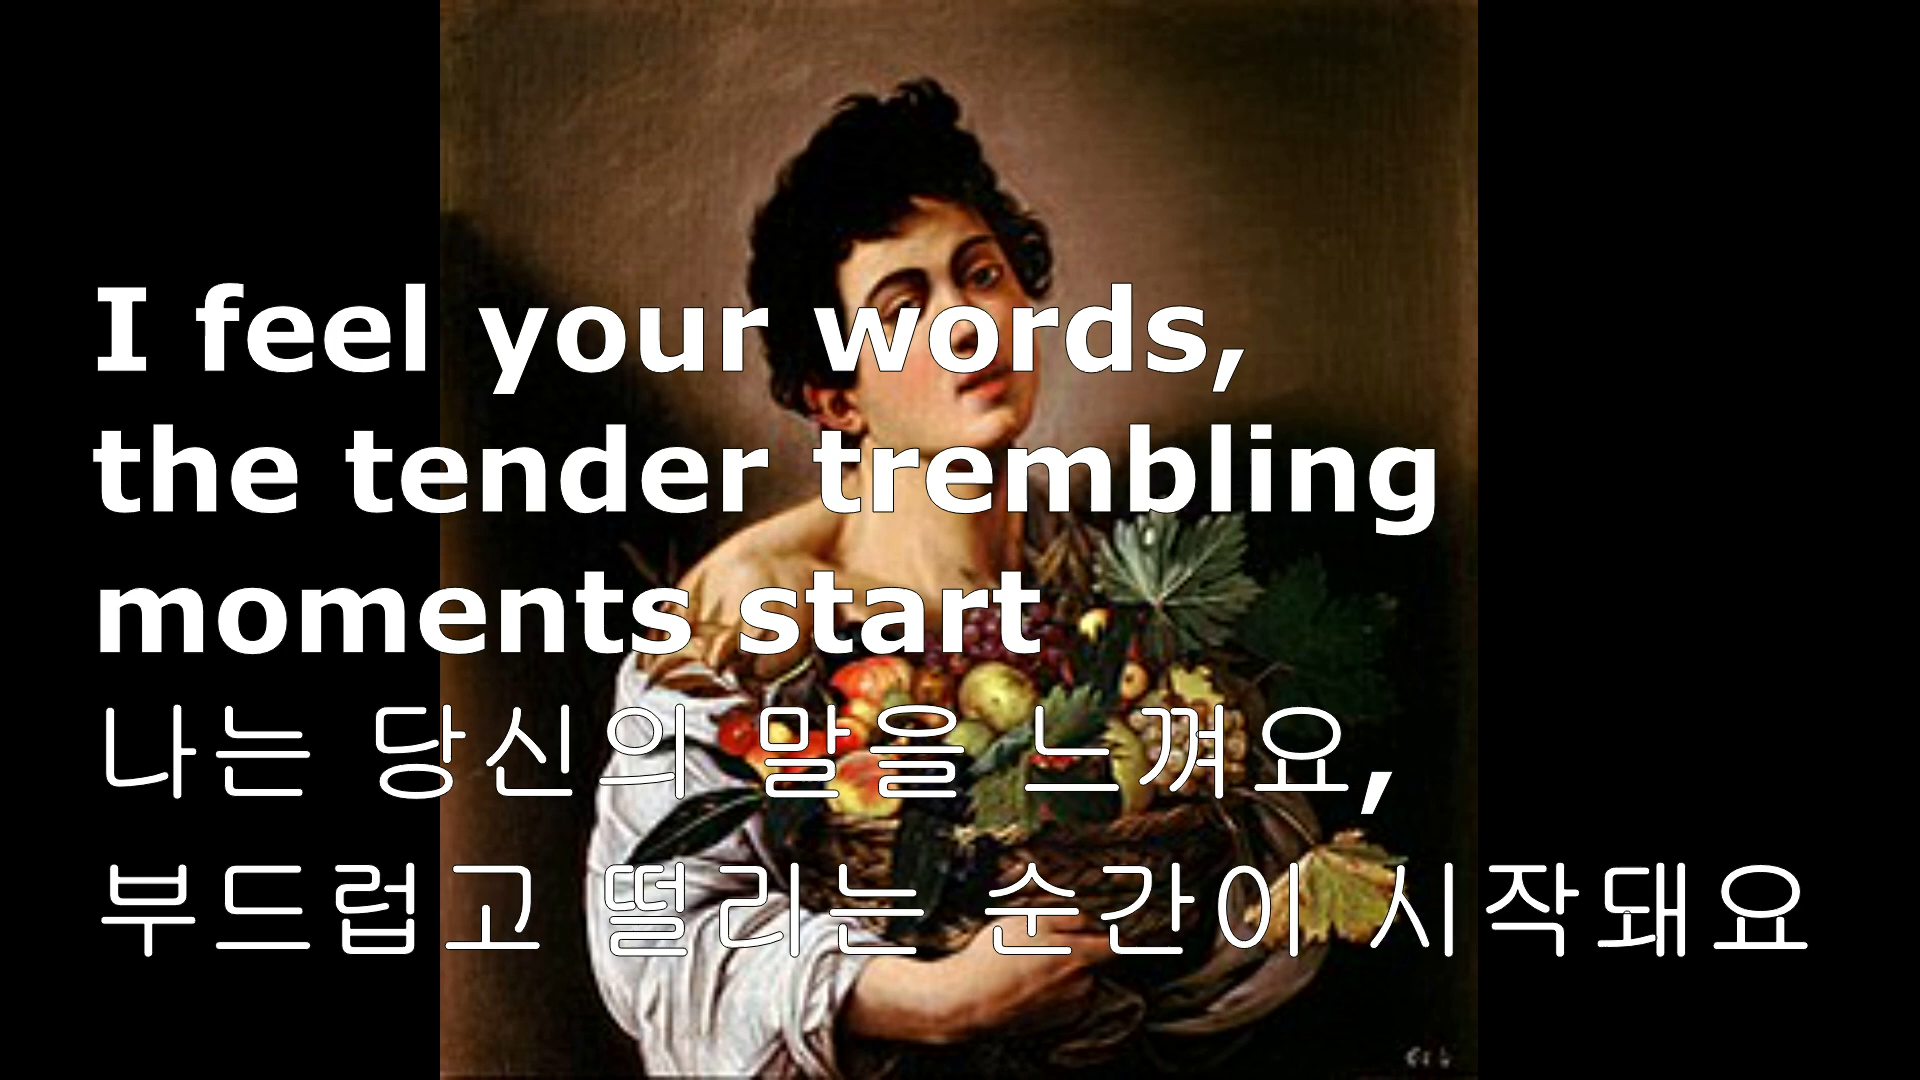 I feel your words,
the tender trembling
moments start
나는 당신의 말을 느껴요,
부드럽고 떨리는 순간이 시작돼요